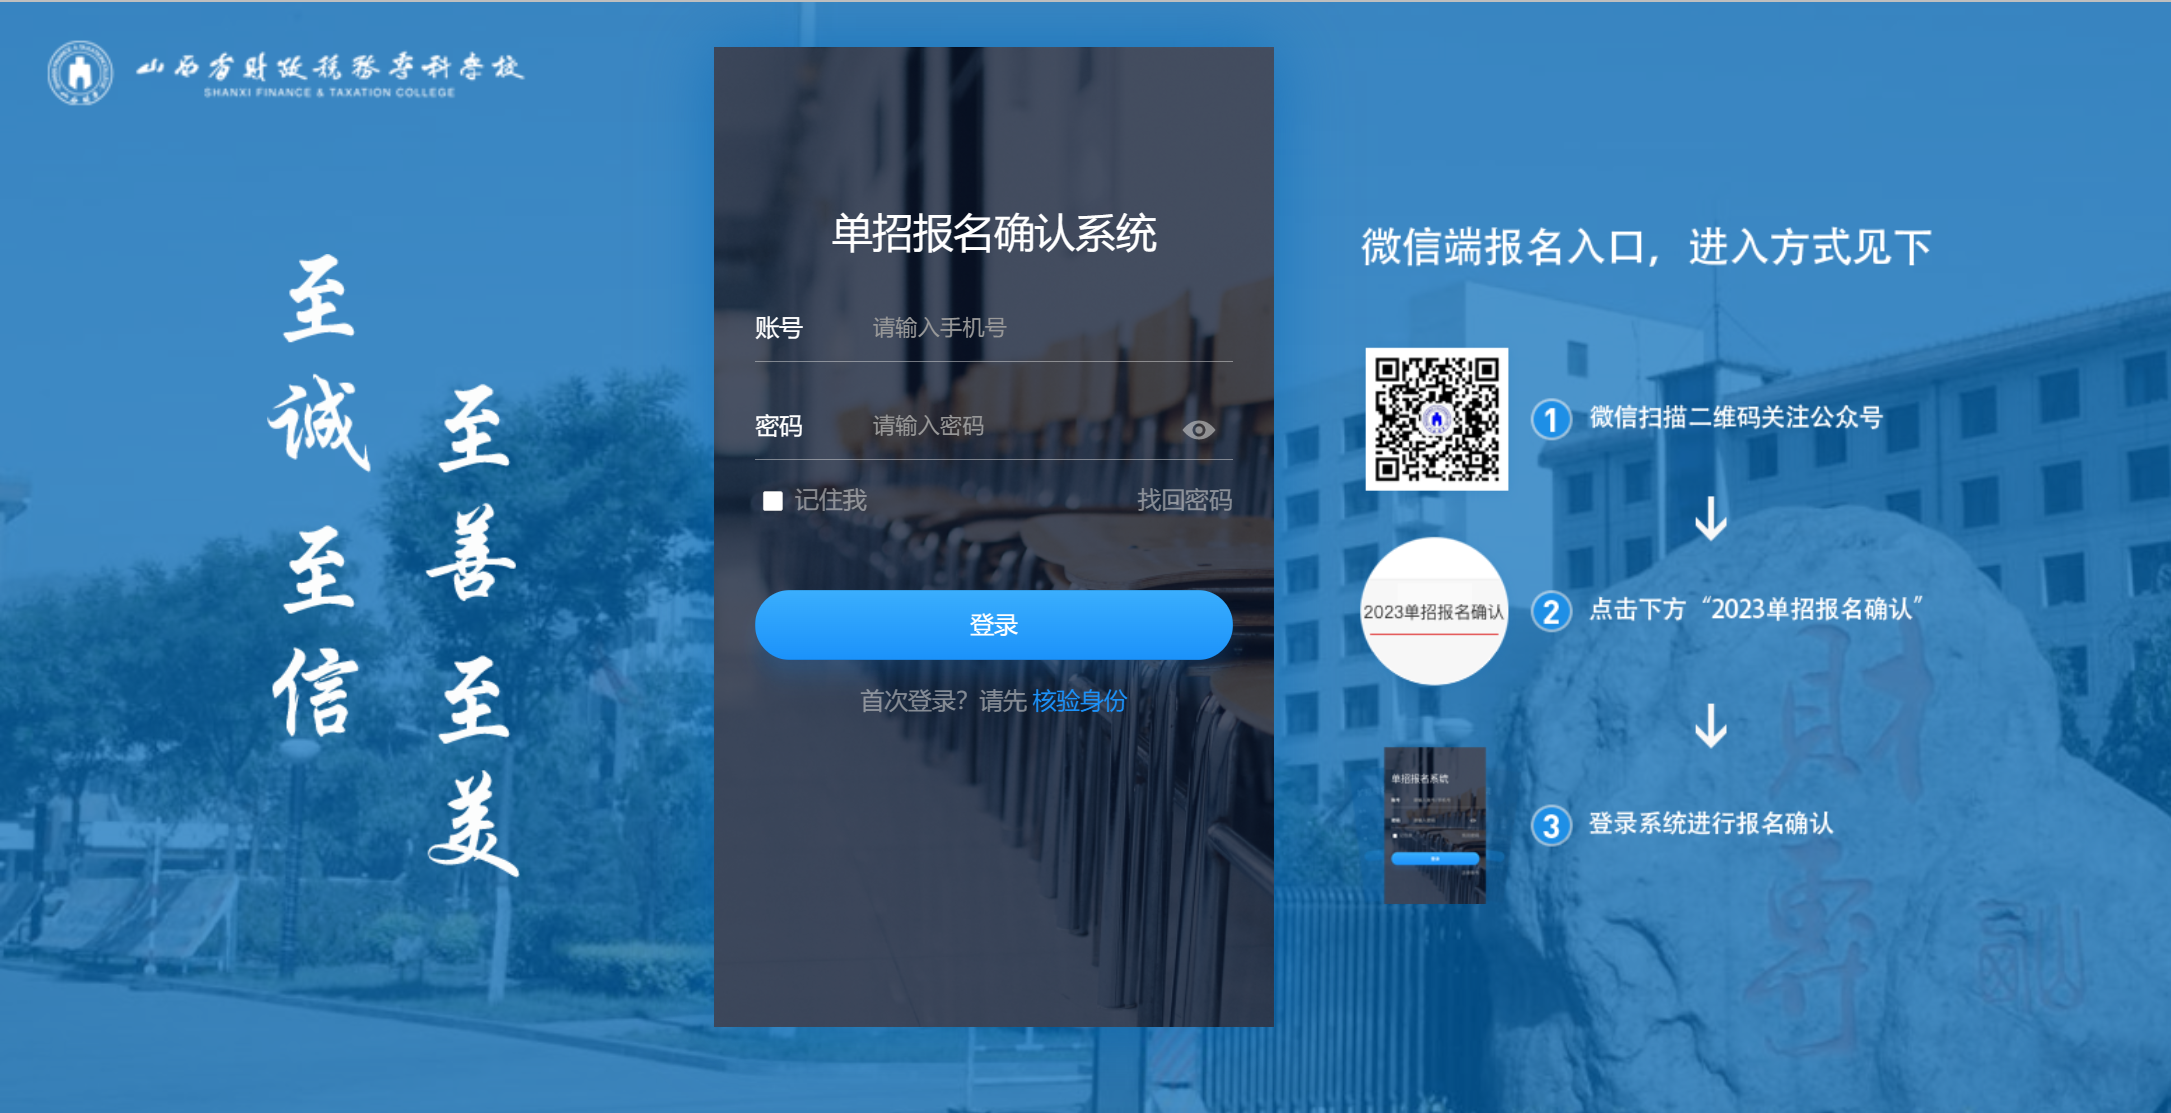 山西省财政税务专科学校
SHANXI FINANCE & TAXATION COLLEGE
至诚至信
至善至美
单招报名确认系统
账号 请输入手机号
密码 请输入密码
记住我 找回密码
登录
首次登录？请先 核验身份
微信端报名入口，进入方式见下
1 微信扫描二维码关注公众号
2023单招报名确认
2 点击下方“2023单招报名确认”
单招报名系统
3 登录系统进行报名确认
财专